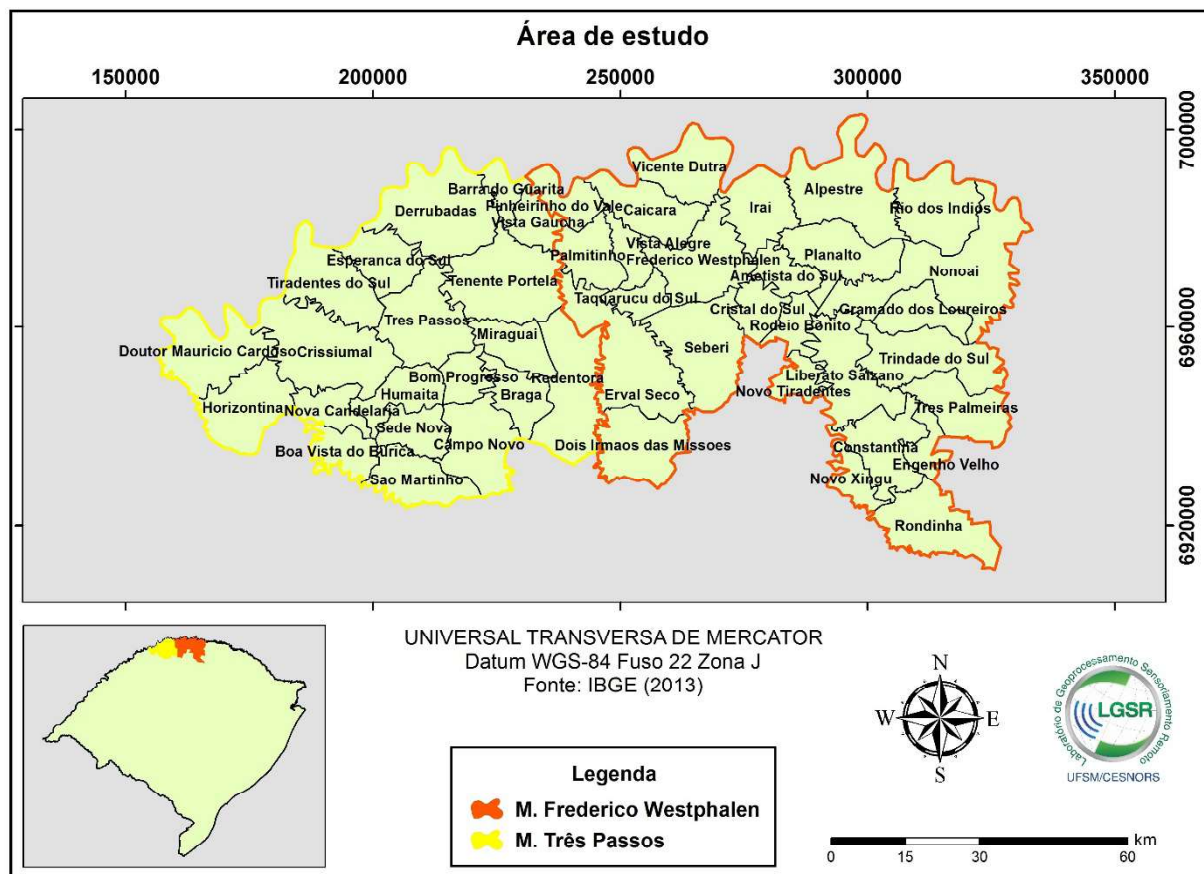 Área de estudo
150000 200000 250000 300000 350000
7000000
6960000
6920000
Vicente Dutra
Barra do Guarita
Pinheirinho do Vale
Alpestre
Derrubadas
Caicara
Irai
Rio dos Indios
Vista Gaucha
Vista Alegre
Palmitinho
Frederico Westphalen
Planalto
Esperanca do Sul
Nonoai
Ametista do Sul
Tiradentes do Sul
Tenente Portela
Taquarucu do Sul
Cristal do Sul
Gramado dos Loureiros
Tres Passos
Rodeio Bonito
Miraguai
Seberi
Doutor Mauricio Cardoso
Crissiumal
Trindade do Sul
Bom Progresso
Redentora
Liberato Salzano
Humaita
Braga
Erval Seco
Novo Tiradentes
Horizontina
Nova Candelaria
Tres Palmeiras
Sede Nova
Campo Novo
Dois Irmaos das Missoes
Constantina
Boa Vista do Burica
Engenho Velho
Sao Martinho
Novo Xingu
Rondinha
UNIVERSAL TRANSVERSA DE MERCATOR
Datum WGS-84 Fuso 22 Zona J
Fonte: IBGE (2013)
N
W
E
S
Laboratório de Geoprocessamento Sensoriamento Remoto
LGSR
UFSM/CESNORS
Legenda
M. Frederico Westphalen
M. Três Passos
km
0 15 30 60